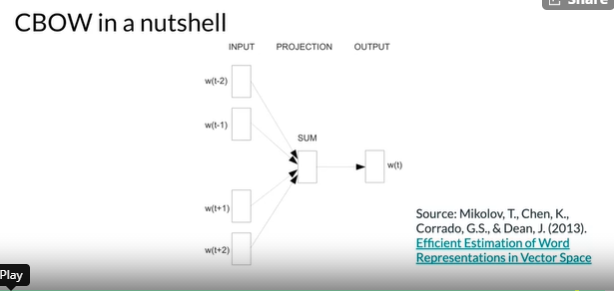 Share
CBOW in a nutshell
INPUT PROJECTION OUTPUT
w(t-2)
w(t-1)
SUM
w(t)
w(t+1)
w(t+2)
Source: Mikolov, T., Chen, K.,
Corrado, G.S., & Dean, J. (2013).
Efficient Estimation of Word
Representations in Vector Space
Play